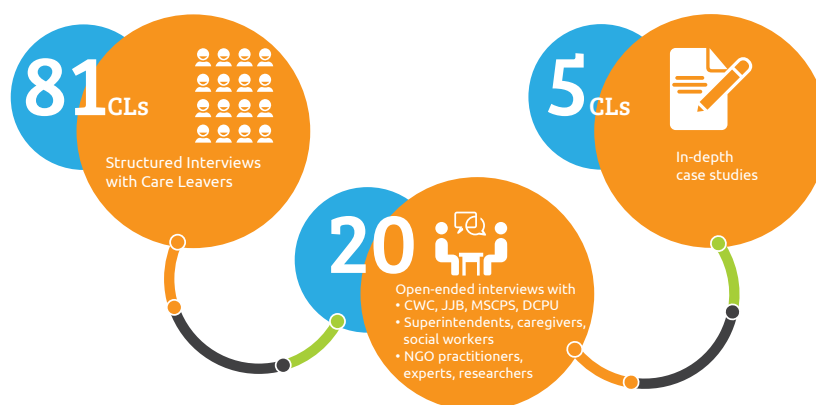 81 CLs
Structured Interviews
with Care Leavers
20
Open-ended interviews with
• CWC, JJB, MSCPS, DCPU
• Superintendents, caregivers,
social workers
• NGO practitioners,
experts, researchers
5 CLs
In-depth
case studies